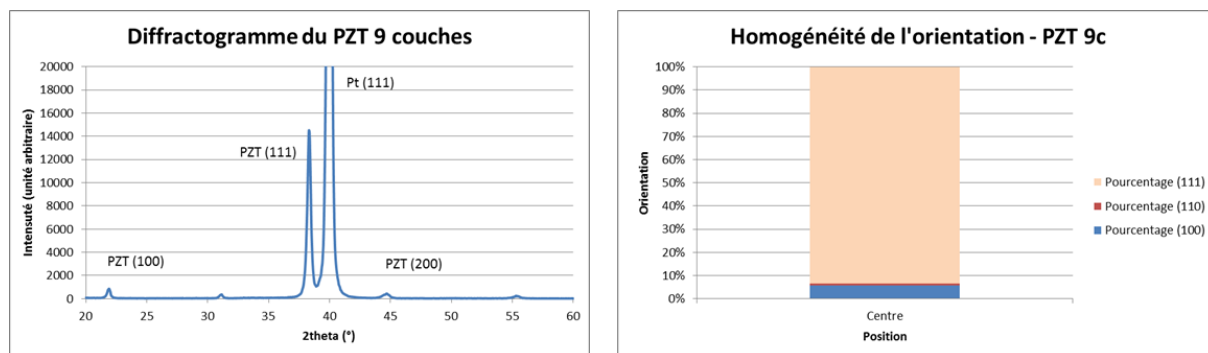 Diffractogramme du PZT 9 couches
Intensuté (unité arbitraire)
20000
18000
16000
14000
12000
10000
8000
6000
4000
2000
0
Pt (111)
PZT (111)
PZT (100)
PZT (200)
20 25 30 35 40 45 50 55 60
2theta (°)
Homogénéité de l'orientation - PZT 9c
Orientation
100%
90%
80%
70%
60%
50%
40%
30%
20%
10%
0%
Centre
Position
Pourcentage (111)
Pourcentage (110)
Pourcentage (100)